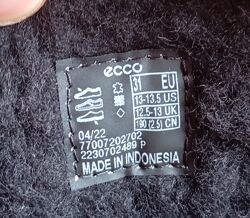 ecco
31 EU
13-13.5 US
12.5-13 UK
190 (2.5) CN
04/22
77007202702
2230702489 P
MADE IN INDONESIA